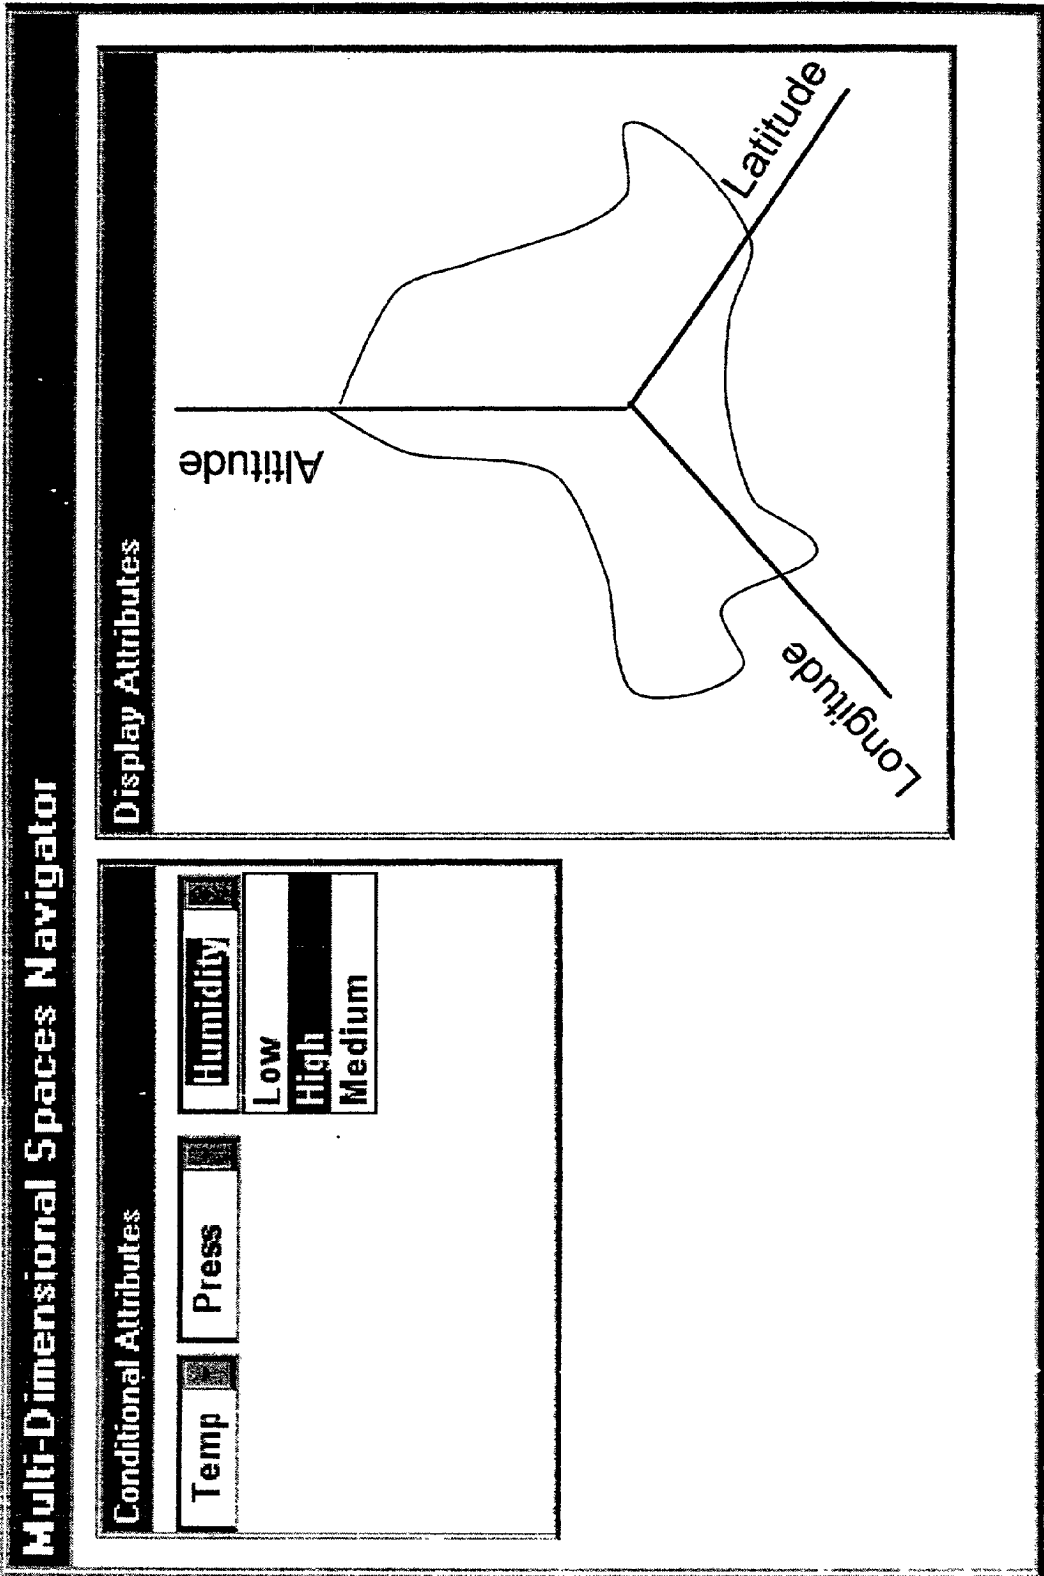 Multi-Dimensional Spaces Navigator
Conditional Attributes
Temp
Press
Humidity
Low
High
Medium
Display Attributes
Altitude
Latitude
Longitude